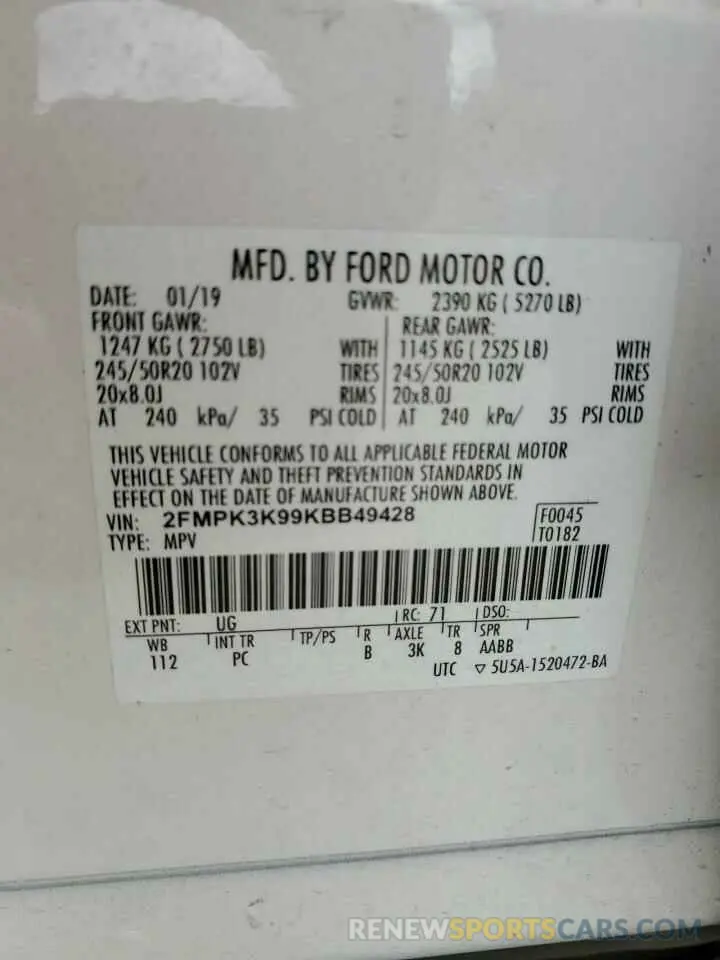 MFD. BY FORD MOTOR CO.
DATE: 01/19 GVWR: 2390 KG ( 5270 LB)
FRONT GAWR: REAR GAWR:
1247 KG ( 2750 LB) WITH 1145 KG ( 2525 LB) WITH
245/50R20 102V TIRES 245/50R20 102V TIRES
20x8.0J RIMS 20x8.0J RIMS
AT 240 kPa/ 35 PSI COLD AT 240 kPa/ 35 PSI COLD
THIS VEHICLE CONFORMS TO ALL APPLICABLE FEDERAL MOTOR
VEHICLE SAFETY AND THEFT PREVENTION STANDARDS IN
EFFECT ON THE DATE OF MANUFACTURE SHOWN ABOVE.
VIN: 2FMPK3K99KBB49428 F0045
TYPE: MPV T0182
EXT PNT: UG RC: 71 DSO:
WB INT TR TP/PS R AXLE TR SPR
112 PC B 3K 8 AABB
UTC ▽ 5U5A-1520472-BA
RENEWSPORTSCARS.COM